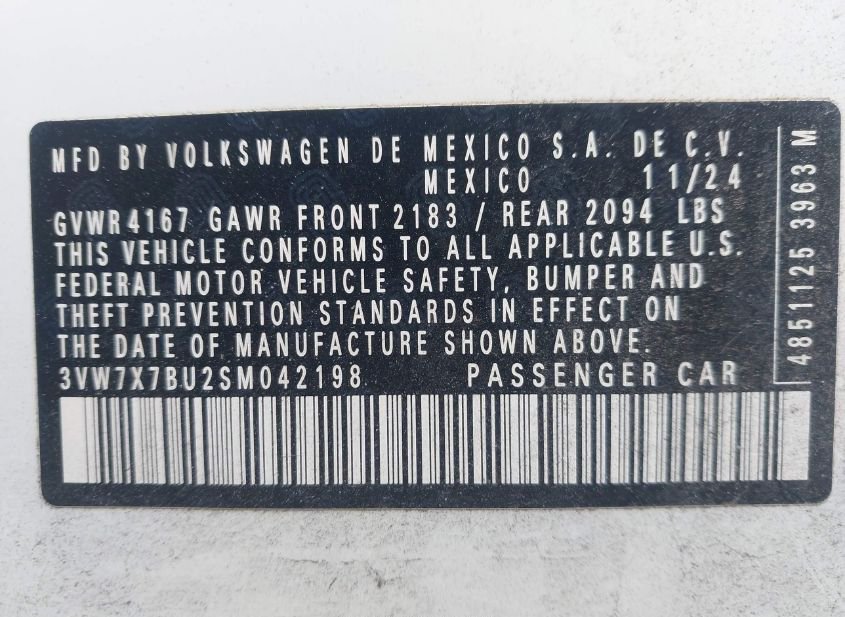 MFD BY VOLKSWAGEN DE MEXICO S.A. DE C.V.
MEXICO 11/24
GVWR4167 GAWR FRONT 2183 / REAR 2094 LBS
THIS VEHICLE CONFORMS TO ALL APPLICABLE U.S.
FEDERAL MOTOR VEHICLE SAFETY, BUMPER AND
THEFT PREVENTION STANDARDS IN EFFECT ON
THE DATE OF MANUFACTURE SHOWN ABOVE.
3VW7X7BU2SM042198 PASSENGER CAR
4851125 3963 M